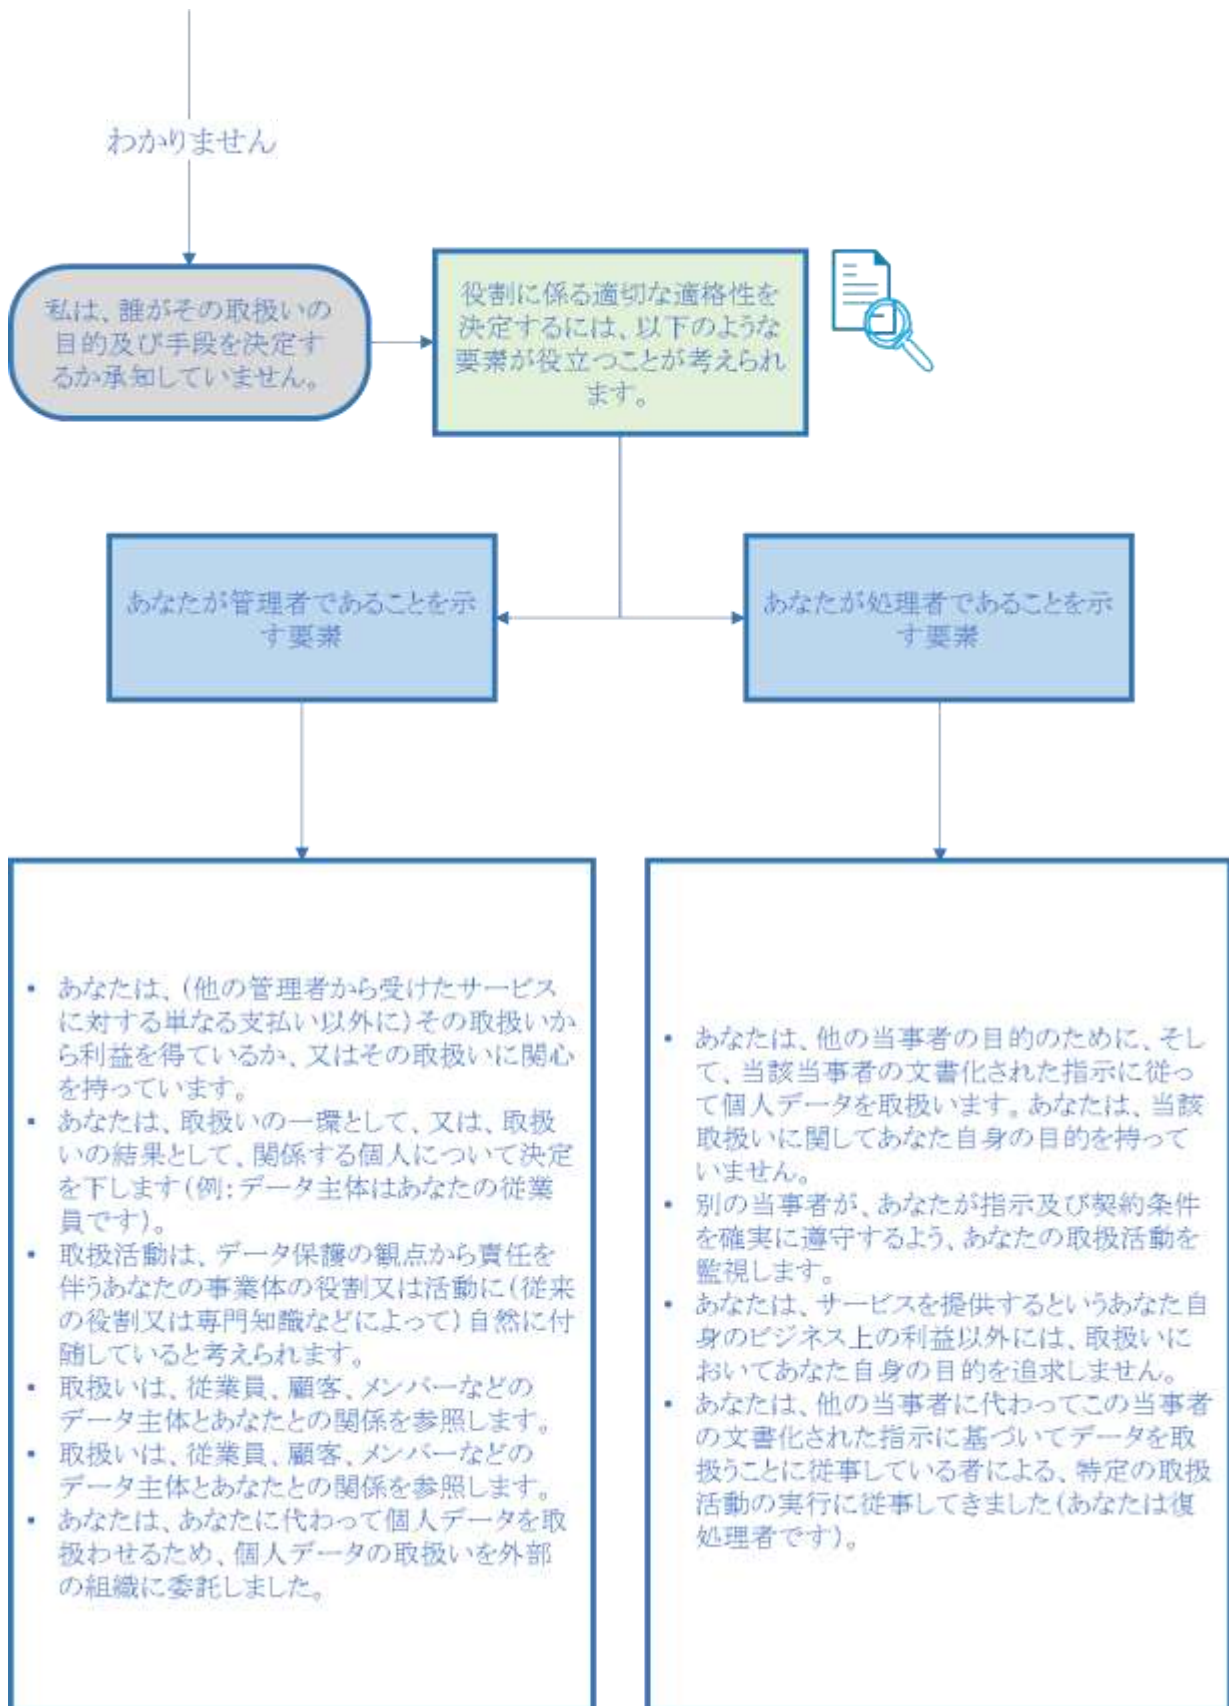 わかりません
私は、誰がその取扱いの
目的及び手段を決定す
るか承知していません。
役割に係る適切な適格性を
決定するには、以下のような
要素が役立つことが考えられ
ます。
あなたが管理者であることを示
す要素
あなたが処理者であることを示
す要素
• あなたは、(他の管理者から受けたサービス
に対する単なる支払い以外に)その取扱いか
ら利益を得ているか、又はその取扱いに関心
を持っています。
• あなたは、取扱いの一環として、又は、取扱
いの結果として、関係する個人について決定
を下します(例:データ主体はあなたの従業
員です)。
• 取扱活動は、データ保護の観点から責任を
伴うあなたの事業体の役割又は活動に(従来
の役割又は専門知識などによって)自然に付
随していると考えられます。
• 取扱いは、従業員、顧客、メンバーなどの
データ主体とあなたとの関係を参照します。
• 取扱いは、従業員、顧客、メンバーなどの
データ主体とあなたとの関係を参照します。
• あなたは、あなたに代わって個人データを取
扱わせるため、個人データの取扱いを外部
の組織に委託しました。
• あなたは、他の当事者の目的のために、そし
て、当該当事者の文書化された指示に従っ
て個人データを取扱います。あなたは、当該
取扱いに関してあなた自身の目的を持って
いません。
• 別の当事者が、あなたが指示及び契約条件
を確実に遵守するよう、あなたの取扱活動を
監視します。
• あなたは、サービスを提供するというあなた自
身のビジネス上の利益以外には、取扱いに
おいてあなた自身の目的を追求しません。
• あなたは、他の当事者に代わってこの当事者
の文書化された指示に基づいてデータを取
扱うことに従事している者による、特定の取扱
活動の実行に従事してきました(あなたは復
処理者です)。